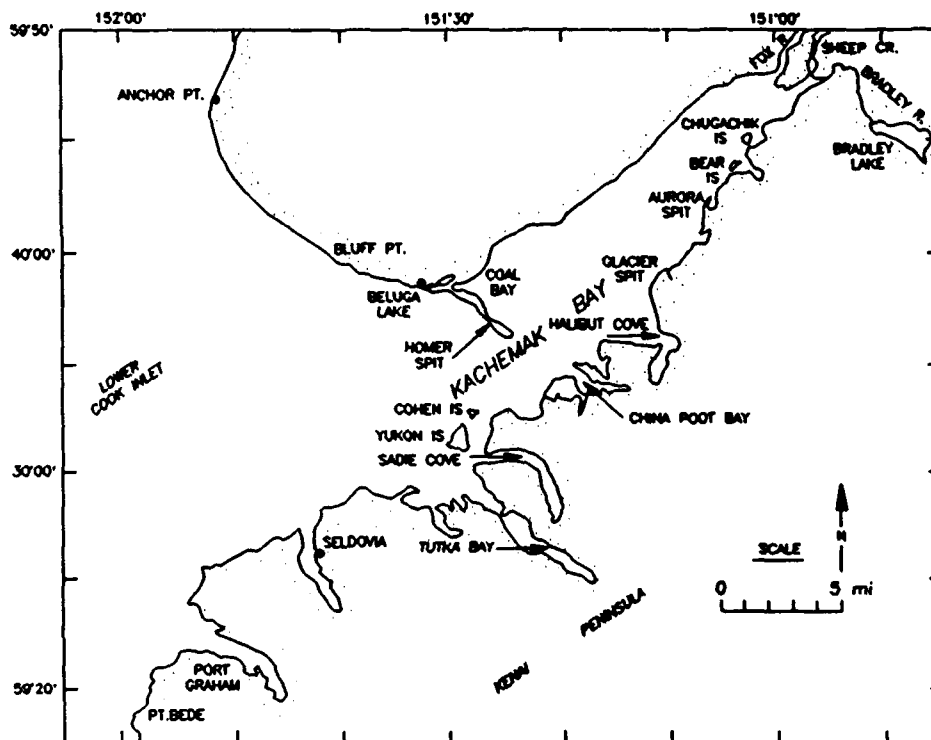 152°00'
151°30'
151°00'
59°50'
FOX R.
SHEEP CR.
ANCHOR PT.
BRADLEY R.
CHUGACHIK
IS
BRADLEY
LAKE
BEAR
IS
AURORA
SPIT
40'00'
BLUFF PT.
GLACIER
SPIT
COAL
BAY
BELUGA
LAKE
KACHEMAK BAY
HALIBUT COVE
HOMER
SPIT
LOWER
COOK INLET
COHEN IS
CHINA POOT BAY
YUKON IS
SADIE COVE
30'00'
SELDOVIA
TUTKA BAY
N
SCALE
0 5 mi
KENAI PENINSULA
PORT
GRAHAM
59°20'
PT. BEDE